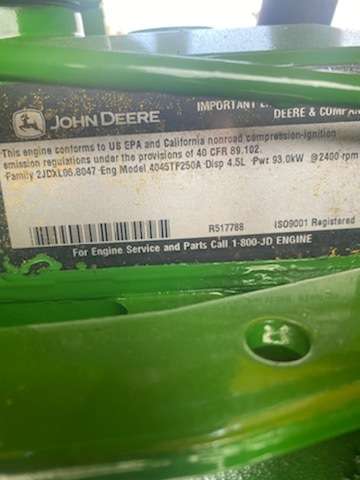 JOHN DEERE
IMPORTANT
DEERE & COMPA
This engine conforms to US EPA and California nonroad compression-ignition
emission regulations under the provisions of 40 CFR 89.102.
Family 2JDXL06.8047 Eng Model 4045TF250A Disp 4.5L Pwr 93.0kW @2400 rpm
R517788 ISO9001 Registered
For Engine Service and Parts Call 1-800-JD ENGINE